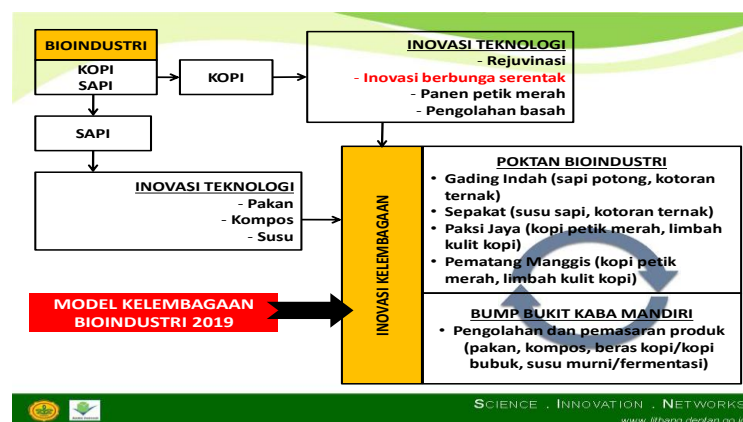 BIOINDUSTRI
KOPI
SAPI
KOPI
SAPI
INOVASI TEKNOLOGI
- Rejuvinasi
- Inovasi berbunga serentak
- Panen petik merah
- Pengolahan basah
INOVASI TEKNOLOGI
- Pakan
- Kompos
- Susu
INOVASI KELEMBAGAAN
POKTAN BIOINDUSTRI
• Gading Indah (sapi potong, kotoran
ternak)
• Sepakat (susu sapi, kotoran ternak)
• Paksi Jaya (kopi petik merah, limbah
kulit kopi)
• Pematang Manggis (kopi petik
merah, limbah kulit kopi)
BUMP BUKIT KABA MANDIRI
• Pengolahan dan pemasaran produk
(pakan, kompos, beras kopi/kopi
bubuk, susu murni/fermentasi)
MODEL KELEMBAGAAN
BIOINDUSTRI 2019
SCIENCE . INNOVATION . NETWORKS
www.litbang.deptan.go.i